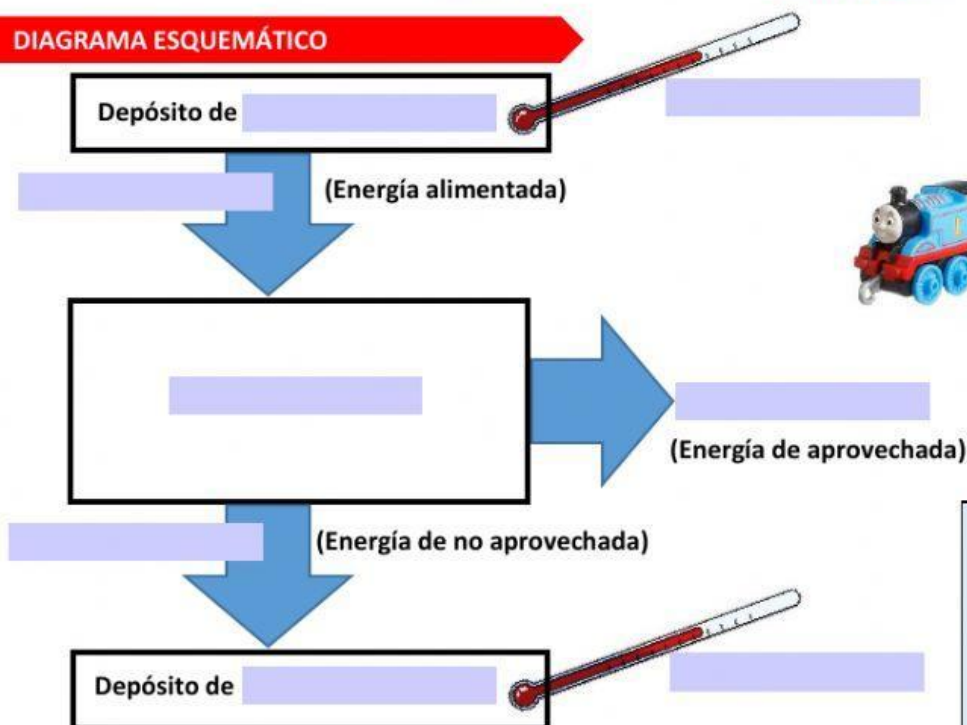 DIAGRAMA ESQUEMÁTICO
Depósito de
(Energía alimentada)
(Energía de aprovechada)
(Energía de no aprovechada)
Depósito de